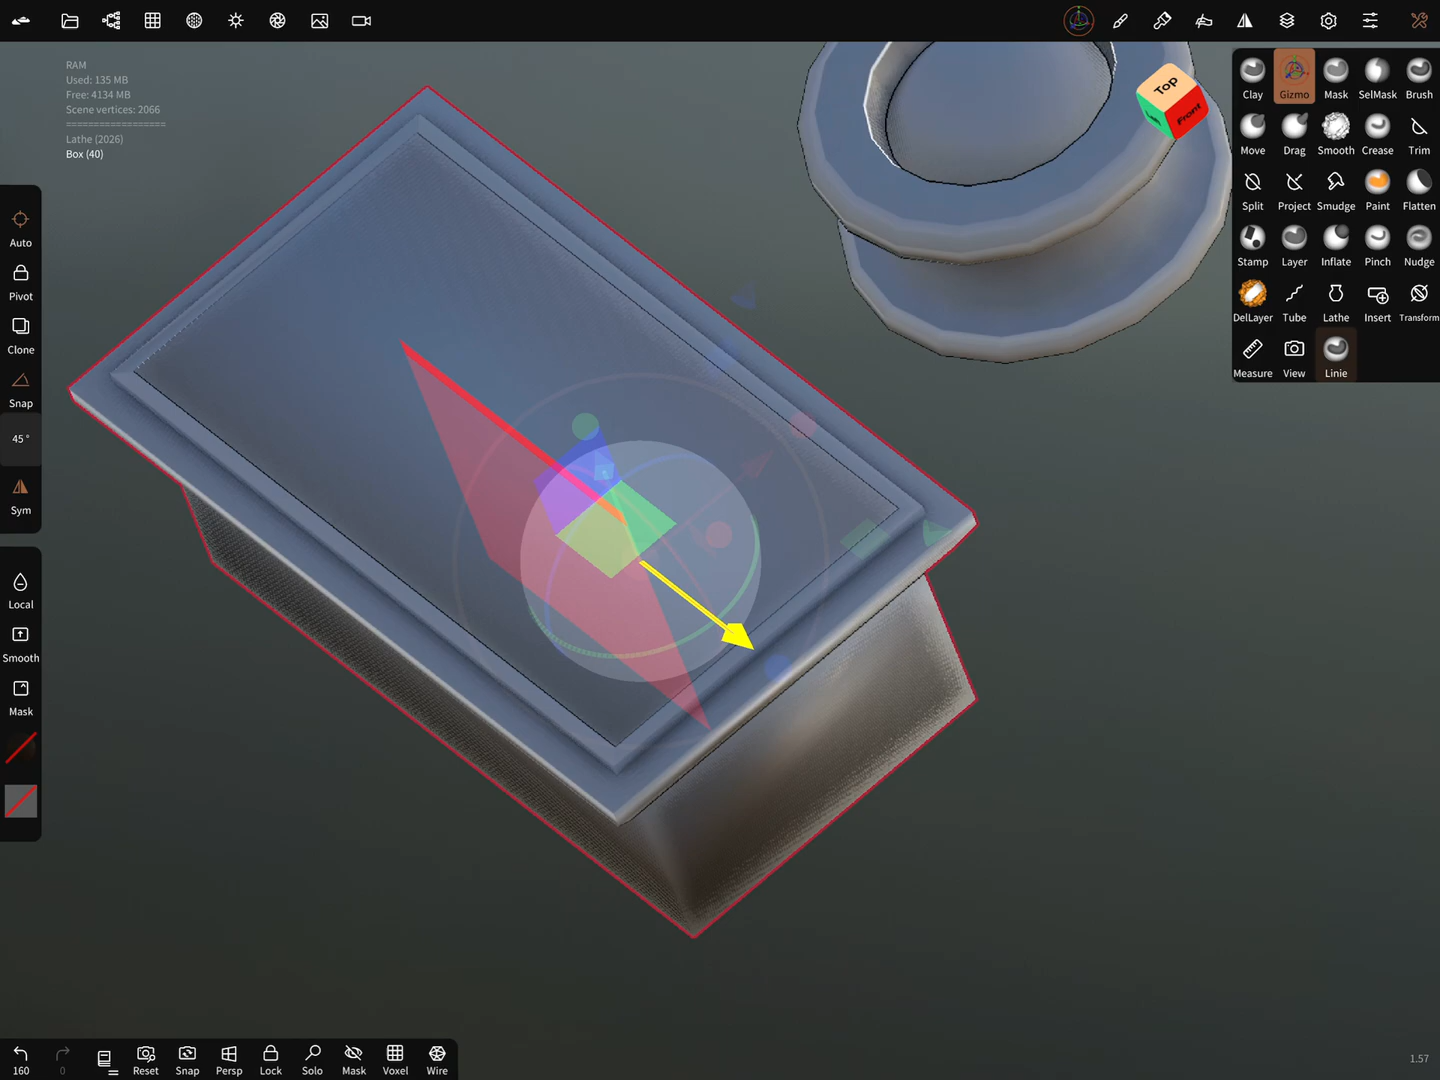 RAM
Used: 135 MB
Free: 4134 MB
Scene vertices: 2066
==================
Lathe (2026)
Box (40)
Top
Front
Clay
Gizmo
Mask
SelMask
Brush
Move
Drag
Smooth
Crease
Trim
Split
Project
Smudge
Paint
Flatten
Stamp
Layer
Inflate
Pinch
Nudge
DelLayer
Tube
Lathe
Insert
Transform
Measure
View
Linie
Auto
Pivot
Clone
Snap
45°
Sym
Local
Smooth
Mask
160
0
Reset
Snap
Persp
Lock
Solo
Mask
Voxel
Wire
1.57